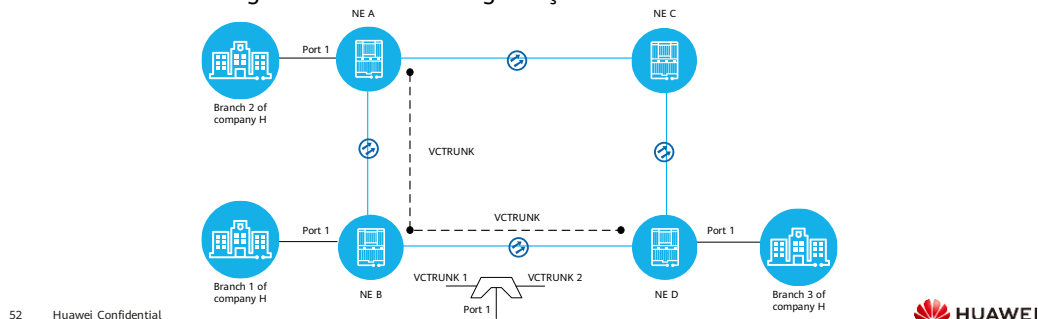 NE A
NE C
Port 1
Branch 2 of
company H
VCTRUNK
VCTRUNK
Port 1
Port 1
Branch 1 of
company H
NE B
VCTRUNK 1
VCTRUNK 2
Port 1
NE D
Branch 3 of
company H
52 Huawei Confidential
HUAWEI